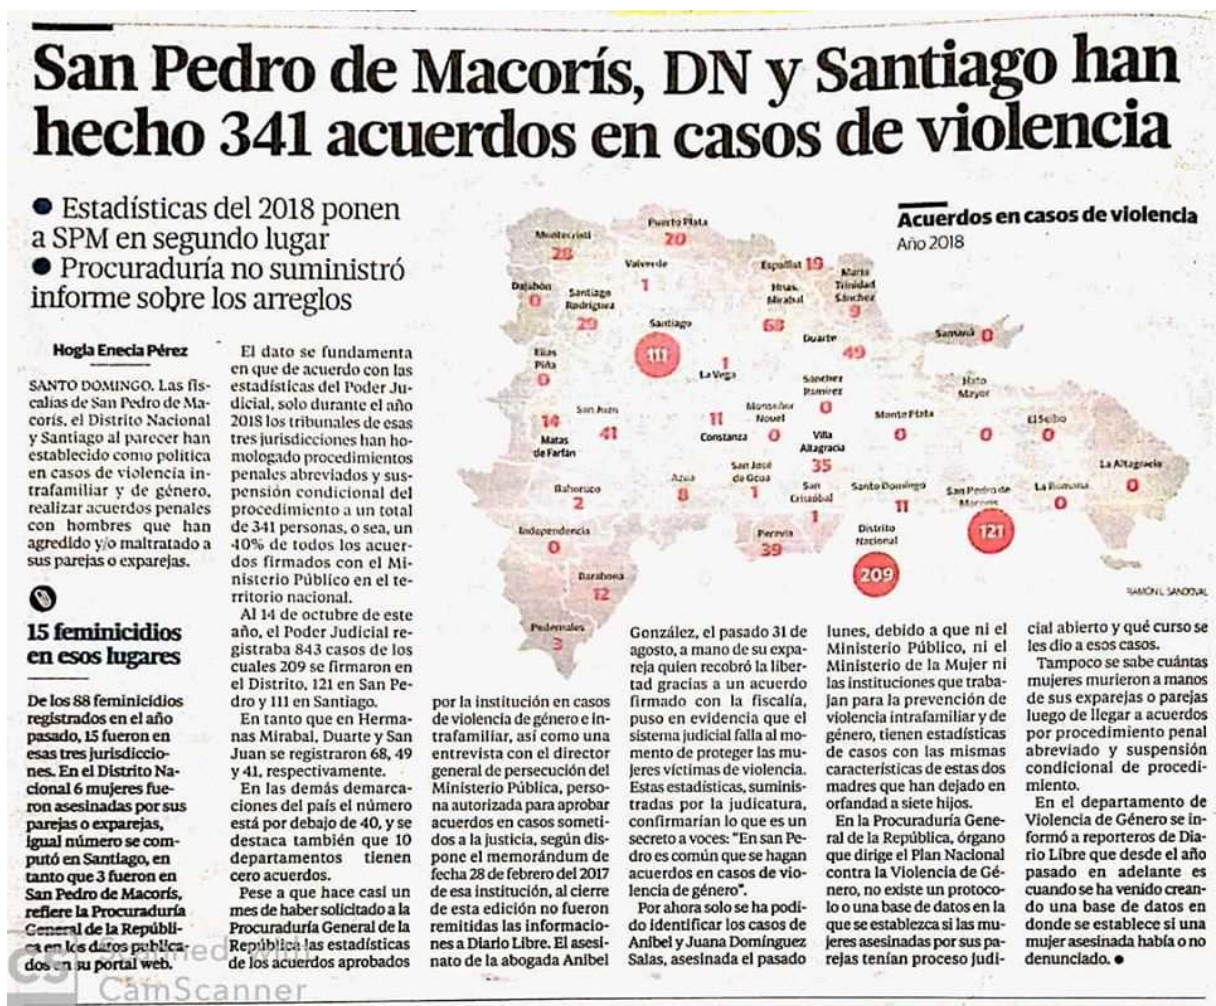 San Pedro de Macorís, DN y Santiago han
hecho 341 acuerdos en casos de violencia
● Estadísticas del 2018 ponen
a SPM en segundo lugar
● Procuraduría no suministró
informe sobre los arreglos
Hogla Enecia Pérez
SANTO DOMINGO. Las fis-
calías de San Pedro de Ma-
corís, el Distrito Nacional
y Santiago al parecer han
establecido como política
en casos de violencia in-
trafamiliar y de género,
realizar acuerdos penales
con hombres que han
agredido y/o maltratado a
sus parejas o exparejas.
15 feminicidios
en esos lugares
De los 88 feminicidios
registrados en el año
pasado, 15 fueron en
esas tres jurisdiccio-
nes. En el Distrito Na-
cional 6 mujeres fue-
ron asesinadas por sus
parejas o exparejas,
igual número se com-
putó en Santiago, en
tanto que 3 fueron en
San Pedro de Macorís,
refiere la Procuraduría
General de la Repúbli-
ca en los datos publica-
dos en su portal web.
El dato se fundamenta
en que de acuerdo con las
estadísticas del Poder Ju-
dicial, solo durante el año
2018 los tribunales de esas
tres jurisdicciones han ho-
mologado procedimientos
penales abreviados y sus-
pensión condicional del
procedimiento a un total
de 341 personas, o sea, un
40% de todos los acuer-
dos firmados con el Mi-
nisterio Público en el te-
rritorio nacional.
Al 14 de octubre de este
año, el Poder Judicial re-
gistraba 843 casos de los
cuales 209 se firmaron en
el Distrito, 121 en San Pe-
dro y 111 en Santiago.
En tanto que en Herma-
nas Mirabal, Duarte y San
Juan se registraron 68, 49
y 41, respectivamente.
En las demás demarca-
ciones del país el número
está por debajo de 40, y se
destaca también que 10
departamentos tienen
cero acuerdos.
Pese a que hace casi un
mes de haber solicitado a la
Procuraduría General de la
República las estadísticas
de los acuerdos aprobados
por la institución en casos
de violencia de género e in-
trafamiliar, así como una
entrevista con el director
general de persecución del
Ministerio Pública, perso-
na autorizada para aprobar
acuerdos en casos someti-
dos a la justicia, según dis-
pone el memorándum de
fecha 28 de febrero del 2017
de esa institución, al cierre
de esta edición no fueron
remitidas las informacio-
nes a Diario Libre. El asesi-
nato de la abogada Anibel
González, el pasado 31 de
agosto, a mano de su expa-
reja quien recobró la liber-
tad gracias a un acuerdo
firmado con la fiscalía,
puso en evidencia que el
sistema judicial falla al mo-
mento de proteger las mu-
jeres víctimas de violencia.
Estas estadísticas, suminis-
tradas por la judicatura,
confirmarían lo que es un
secreto a voces: "En san Pe-
dro es común que se hagan
acuerdos en casos de vio-
lencia de género".
Por ahora solo se ha podi-
do identificar los casos de
Anibel y Juana Domínguez
Salas, asesinada el pasado
lunes, debido a que ni el
Ministerio Público, ni el
Ministerio de la Mujer ni
las instituciones que traba-
jan para la prevención de
violencia intrafamiliar y de
género, tienen estadísticas
de casos con las mismas
características de estas dos
madres que han dejado en
orfandad a siete hijos.
En la Procuraduría Gene-
ral de la República, órgano
que dirige el Plan Nacional
contra la Violencia de Gé-
nero, no existe un protoco-
lo o una base de datos en la
que se establezca si las mu-
jeres asesinadas por sus pa-
rejas tenían proceso judi-
cial abierto y qué curso se
les dio a esos casos.
Tampoco se sabe cuántas
mujeres murieron a manos
de sus exparejas o parejas
luego de llegar a acuerdos
por procedimiento penal
abreviado y suspensión
condicional de procedi-
miento.
En el departamento de
Violencia de Género se in-
formó a reporteros de Dia-
rio Libre que desde el año
pasado en adelante es
cuando se ha venido crean-
do una base de datos en
donde se establece si una
mujer asesinada había o no
denunciado. ●
Acuerdos en casos de violencia
Año 2018
Montecristi
28
Puerto Plata
20
Valverde
1
Espaillat 19
María
Trinidad
Sánchez
9
Dajabón
0
Santiago
Rodríguez
29
Hnas.
Mirabal
68
Santiago
111
Duarte
49
Samaná 0
Elías
Piña
0
1
La Vega
Sánchez
Ramírez
0
Hato
Mayor
0
14
Matas
de Farfán
San Juan
41
11
Constanza
Monseñor
Nouel
0
Villa
Altagracia
35
Monte Plata
0
El Seibo
0
La Altagracia
0
Bahoruco
2
Azua
8
San José
de Ocoa
1
San
Cristóbal
1
Santo Domingo
11
San Pedro de
Macorís
121
La Romana
0
Independencia
0
Peravia
39
Distrito
Nacional
209
Barahona
12
Pedernales
3
RAMÓN L. SANDOVAL
CS Scanned with
CamScanner